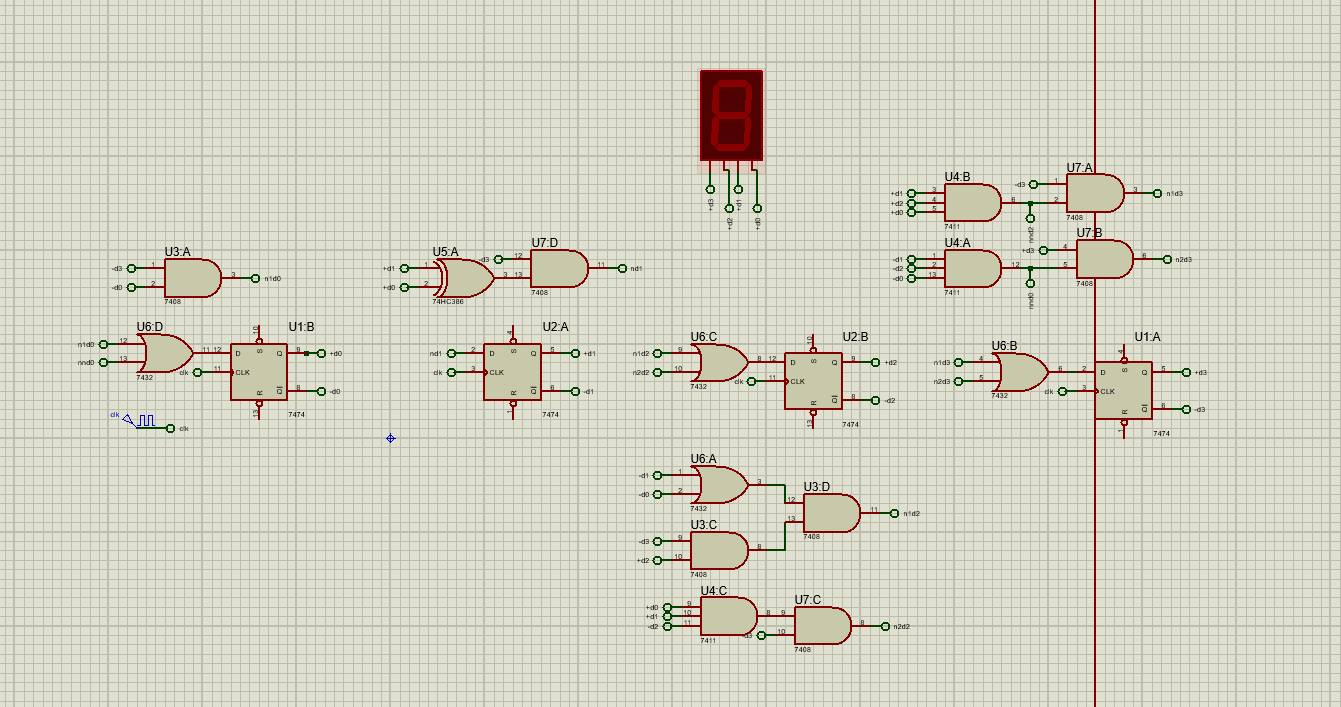 +d3
+d2
+d1
+d0
U4:B
+d1 3
+d2 4
+d0 5
6
7411
nnd2
U7:A
-d3 1
2
3 n1d3
7408
U4:A
-d1 1
-d2 2
-d0 13
12
7411
nnd0
U7:B
+d3 4
5
6 n2d3
7408
U3:A
-d3 1
-d0 2
3 n1d0
7408
U5:A
+d1 1
+d0 2
3
74HC386
U7:D
-d3 12
13
11 nd1
7408
U6:D
n1d0 12
nnd0 13
11
7432
U1:B
10
12 D S Q 9 +d0
clk 11 CLK
R Q 8 -d0
13
7474
clk
clk
U2:A
4
nd1 2 D S Q 5 +d1
clk 3 CLK
R Q 6 -d1
1
7474
U6:C
n1d2 9
n2d2 10
8
7432
U2:B
10
12 D S Q 9 +d2
clk 11 CLK
R Q 8 -d2
13
7474
U6:B
n1d3 4
n2d3 5
6
7432
U1:A
4
2 D S Q 5 +d3
clk 3 CLK
R Q 6 -d3
1
7474
U6:A
-d1 1
-d0 2
3
7432
U3:C
-d3 9
+d2 10
8
7408
U3:D
12
13
11 n1d2
7408
U4:C
+d0 9
+d1 10
-d2 11
8
7411
U7:C
9
-d3 10
8 n2d2
7408